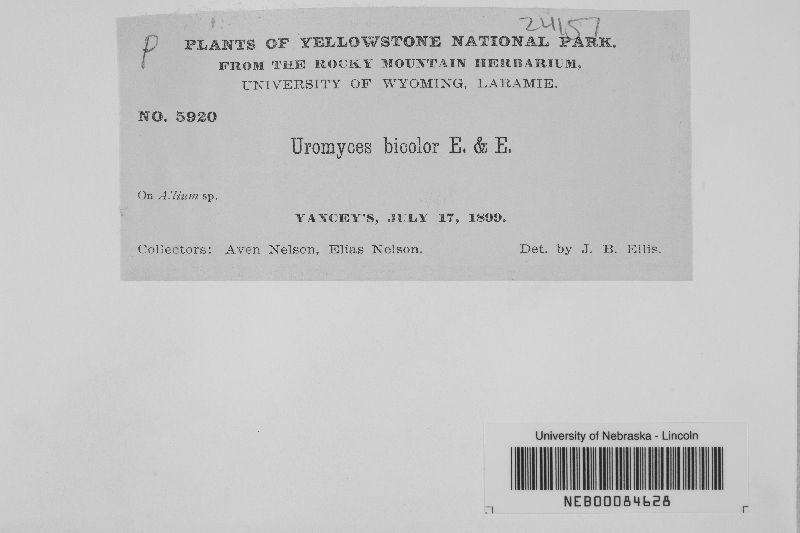 24157
P
PLANTS OF YELLOWSTONE NATIONAL PARK.
FROM THE ROCKY MOUNTAIN HERBARIUM,
UNIVERSITY OF WYOMING, LARAMIE.
NO. 5920
Uromyces bicolor E. & E.
On Allium sp.
YANCEY'S, JULY 17, 1899.
Collectors: Aven Nelson, Elias Nelson. Det. by J. B. Ellis.
University of Nebraska - Lincoln
NEB00084628